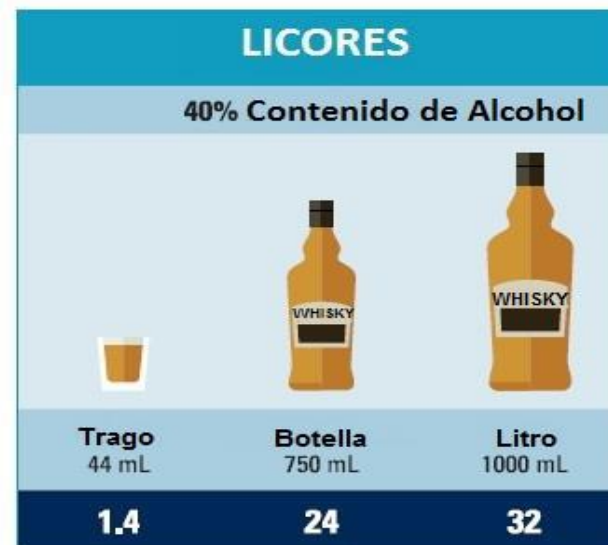 LICORES
40% Contenido de Alcohol
WHISKY
WHISKY
Trago
44 mL
Botella
750 mL
Litro
1000 mL
1.4
24
32